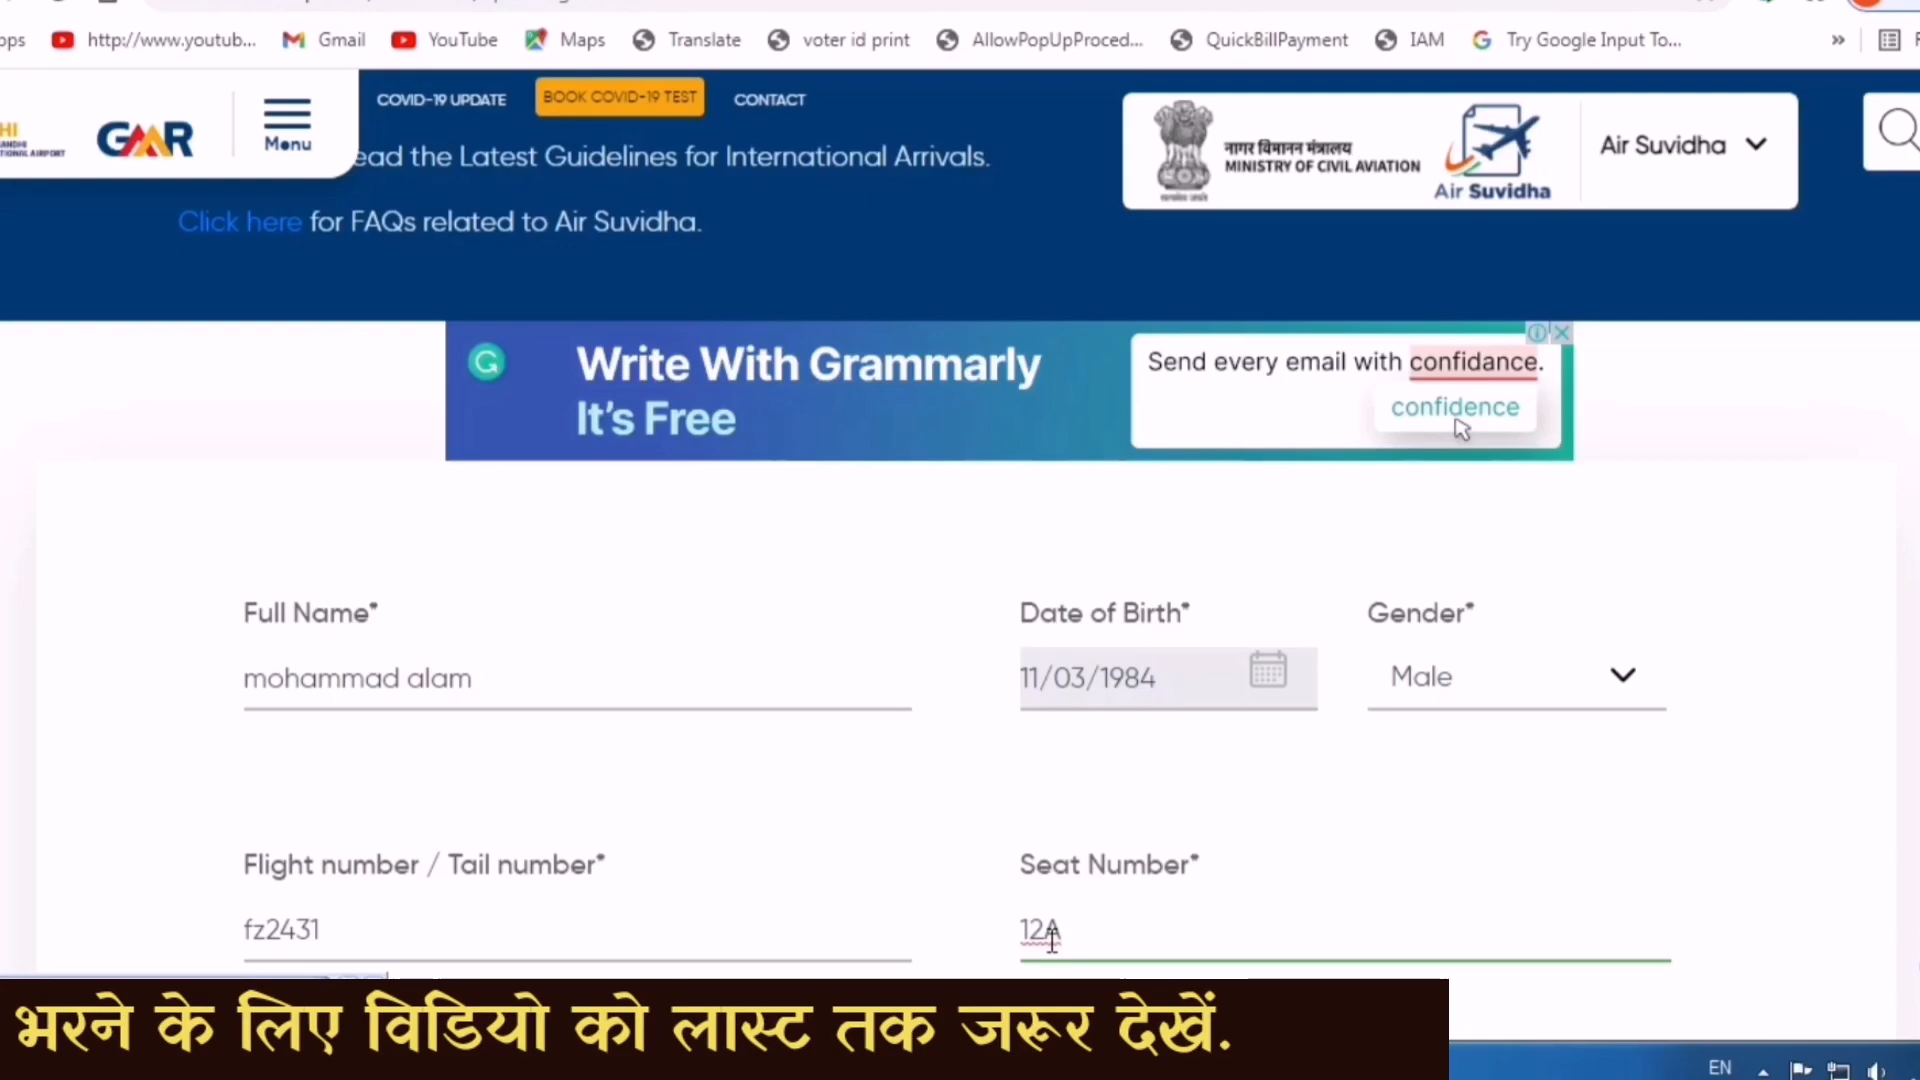 http://www.youtub... Gmail YouTube Maps Translate voter id print AllowPopUpProced... QuickBillPayment IAM Try Google Input To... »
COVID-19 UPDATE BOOK COVID-19 TEST CONTACT
GMR
Menu
ead the Latest Guidelines for International Arrivals.
नागर विमानन मंत्रालय
MINISTRY OF CIVIL AVIATION
Air Suvidha
Air Suvidha
Click here for FAQs related to Air Suvidha.
Write With Grammarly
It's Free
Send every email with confidance.
confidence
Full Name* Date of Birth* Gender*
mohammad alam 11/03/1984 Male
Flight number / Tail number* Seat Number*
fz2431 12A
भरने के लिए विडियो को लास्ट तक जरूर देखें.
EN